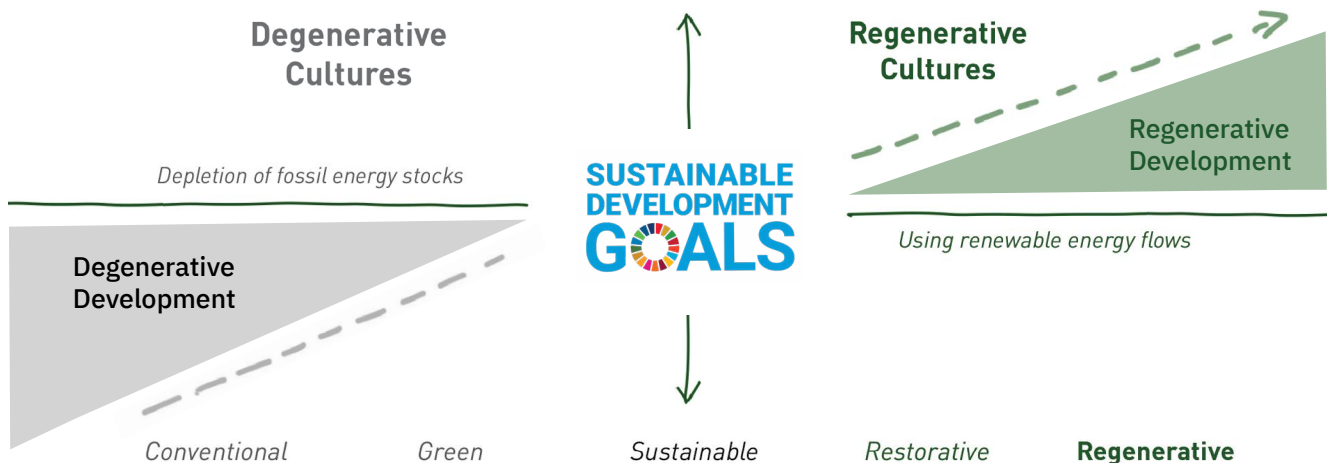 Degenerative
Cultures
Regenerative
Cultures
Regenerative
Development
Depletion of fossil energy stocks
SUSTAINABLE
DEVELOPMENT
GOALS
Using renewable energy flows
Degenerative
Development
Conventional
Green
Sustainable
Restorative
Regenerative